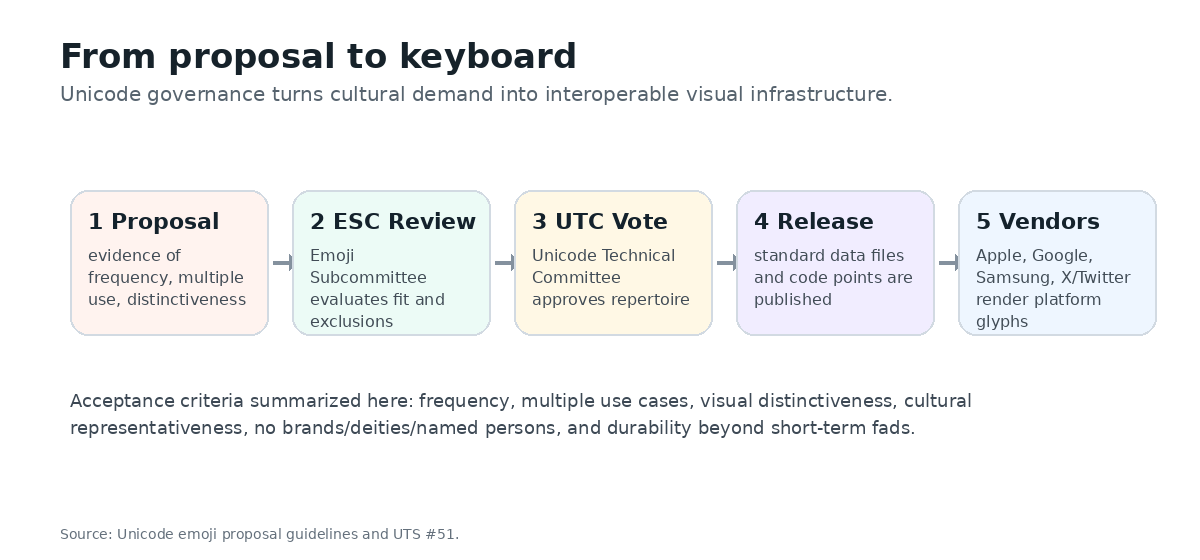 From proposal to keyboard
Unicode governance turns cultural demand into interoperable visual infrastructure.
1 Proposal
evidence of
frequency, multiple
use, distinctiveness
2 ESC Review
Emoji
Subcommittee
evaluates fit and
exclusions
3 UTC Vote
Unicode Technical
Committee
approves repertoire
4 Release
standard data files
and code points are
published
5 Vendors
Apple, Google,
Samsung, X/Twitter
render platform
glyphs
Acceptance criteria summarized here: frequency, multiple use cases, visual distinctiveness, cultural
representativeness, no brands/deities/named persons, and durability beyond short-term fads.
Source: Unicode emoji proposal guidelines and UTS #51.